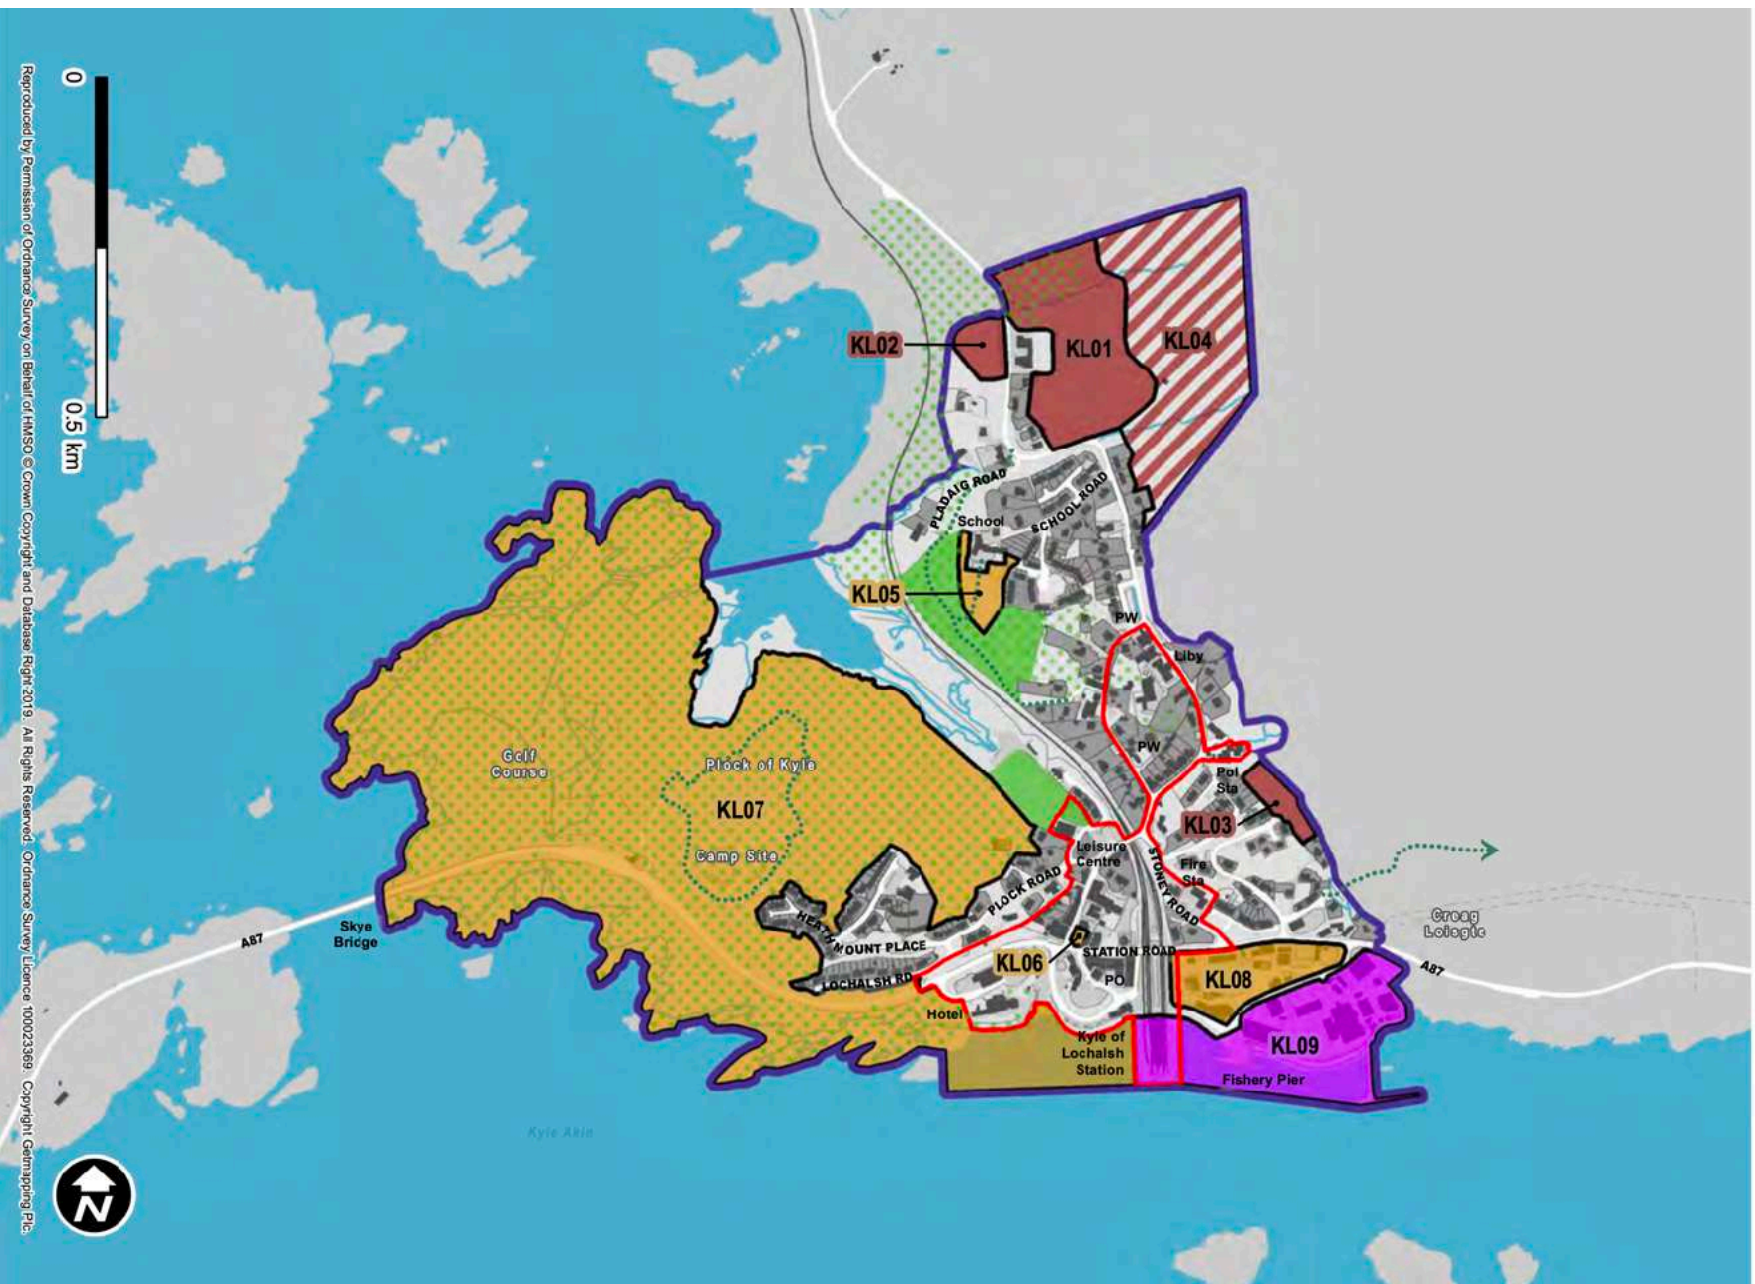 0
0.5 km
Reproduced by Permission of Ordnance Survey on Behalf of HMSO © Crown Copyright and Database Right 2019. All Rights Reserved. Ordnance Survey Licence 100023369. Copyright Getmapping Plc.
KL02
KL01
KL04
PLADAIG ROAD
SCHOOL ROAD
School
KL05
PW
Liby
PW
Golf
Course
Plock of Kyle
Pol
Sta
KL07
KL03
Camp Site
Leisure
Centre
STONEY ROAD
Fire
Sta
PLOCK ROAD
Skye
Bridge
A87
HEATHMOUNT PLACE
Creag
Loisgte
STATION ROAD
KL06
A87
LOCHALSH RD
PO
KL08
Hotel
Kyle of
Lochalsh
Station
KL09
Fishery Pier
Kyle Akin
N